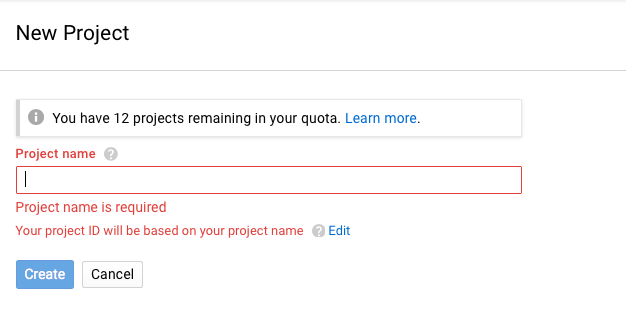 New Project
You have 12 projects remaining in your quota. Learn more.
Project name ?
Project name is required
Your project ID will be based on your project name ? Edit
Create Cancel